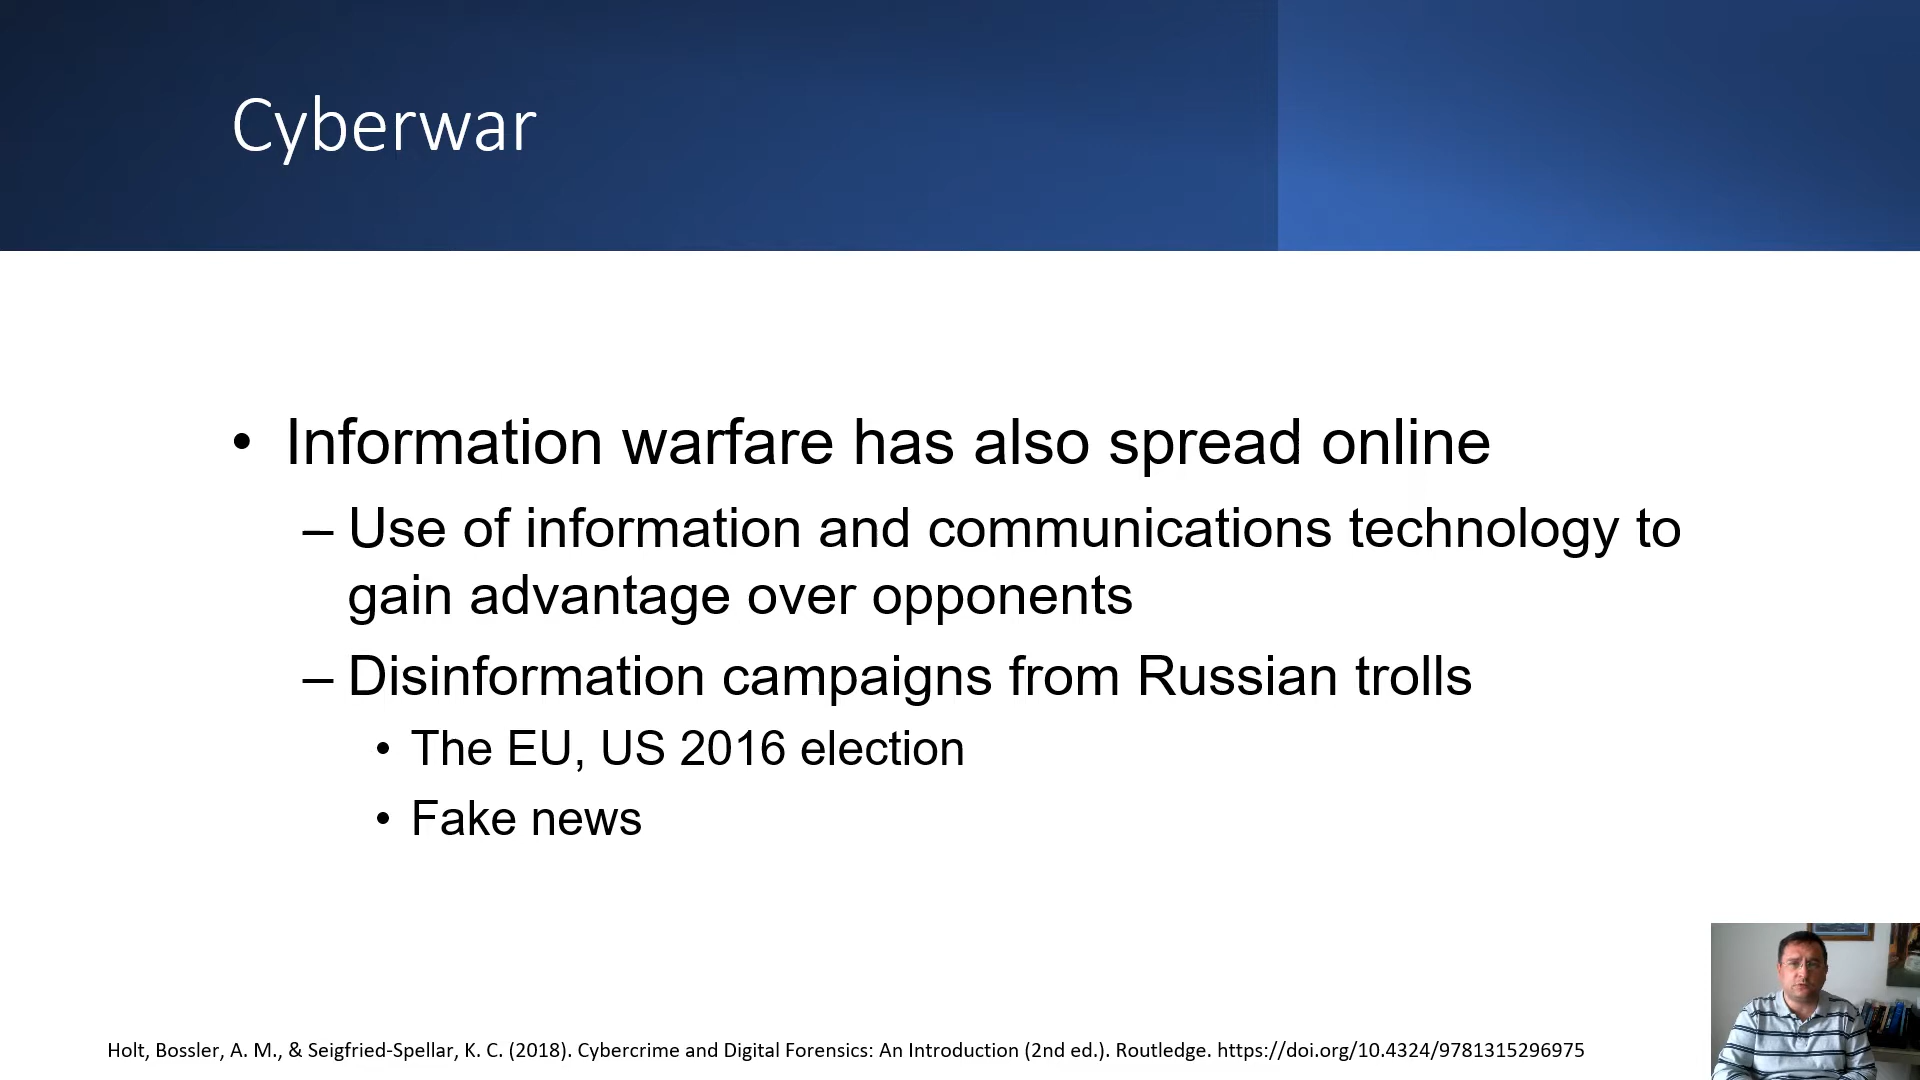 Cyberwar
• Information warfare has also spread online
– Use of information and communications technology to
gain advantage over opponents
– Disinformation campaigns from Russian trolls
• The EU, US 2016 election
• Fake news
Holt, Bossler, A. M., & Seigfried-Spellar, K. C. (2018). Cybercrime and Digital Forensics: An Introduction (2nd ed.). Routledge. https://doi.org/10.4324/9781315296975